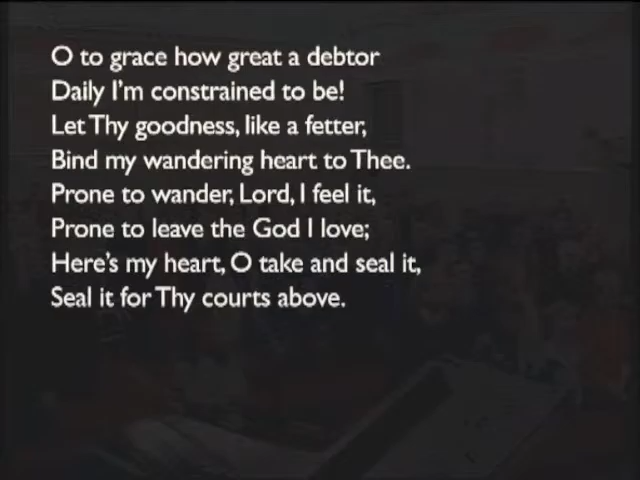 O to grace how great a debtor
Daily I'm constrained to be!
Let Thy goodness, like a fetter,
Bind my wandering heart to Thee.
Prone to wander, Lord, I feel it,
Prone to leave the God I love;
Here's my heart, O take and seal it,
Seal it for Thy courts above.